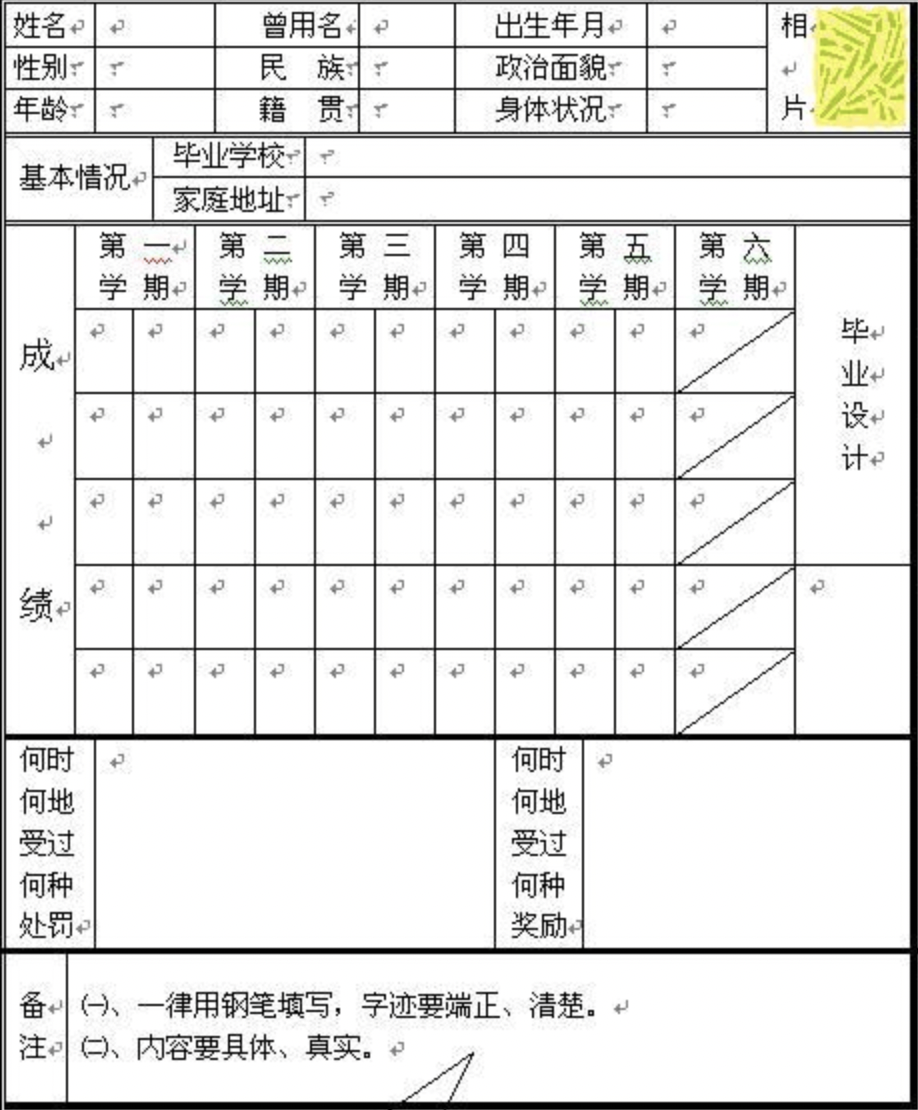 姓名 曾用名 出生年月 相
性别 民 族 政治面貌
年龄 籍 贯 身体状况 片
基本情况
毕业学校
家庭地址
第 一 第 二 第 三 第 四 第 五 第 六
学 期 学 期 学 期 学 期 学 期 学 期
成
绩
毕
业
设
计
何时
何地
受过
何种
处罚
何时
何地
受过
何种
奖励
备
注
㈠、一律用钢笔填写，字迹要端正、清楚。
㈡、内容要具体、真实。